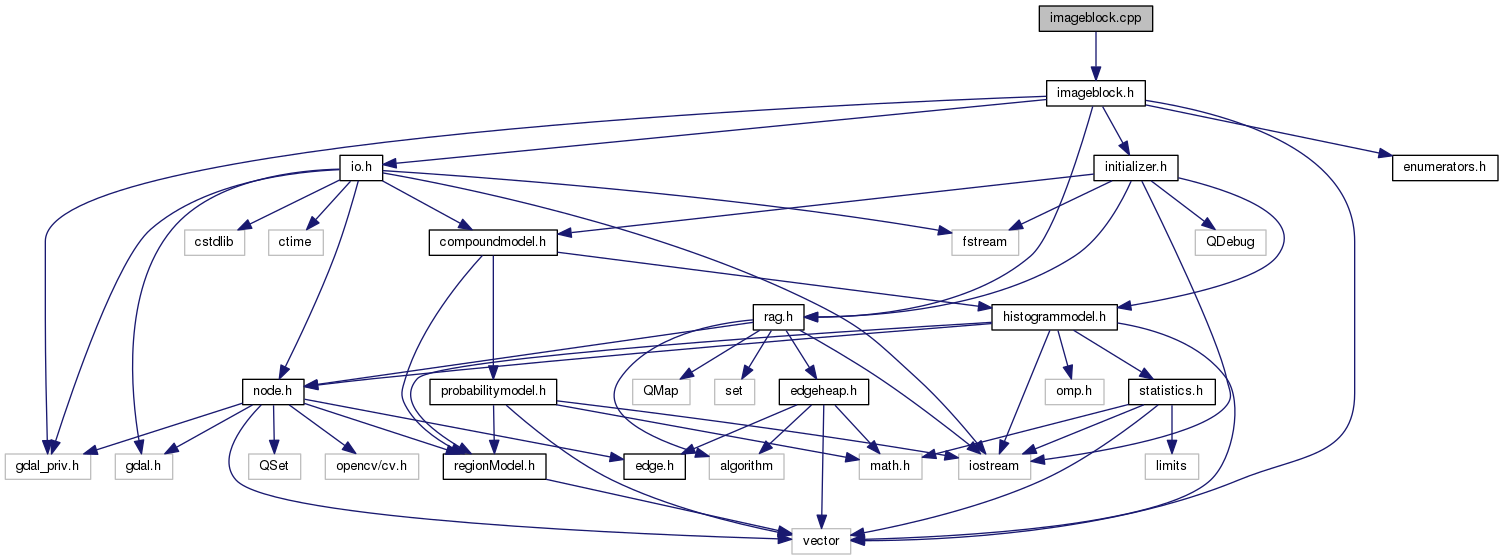 imageblock.cpp
imageblock.h
io.h
initializer.h
enumerators.h
cstdlib
ctime
compoundmodel.h
fstream
QDebug
rag.h
histogrammodel.h
node.h
probabilitymodel.h
QMap
set
edgeheap.h
omp.h
statistics.h
gdal_priv.h
gdal.h
QSet
opencv/cv.h
regionModel.h
edge.h
algorithm
math.h
iostream
limits
vector